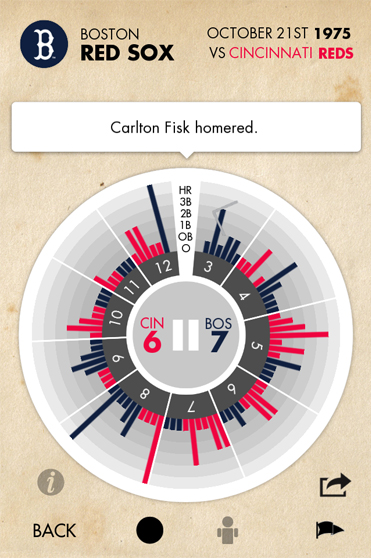 B
BOSTON
RED SOX
OCTOBER 21ST 1975
VS CINCINNATI REDS
Carlton Fisk homered.
HR
3B
2B
1B
OB
O
3
4
5
6
7
8
9
10
11
12
CIN
6
BOS
7
i
BACK